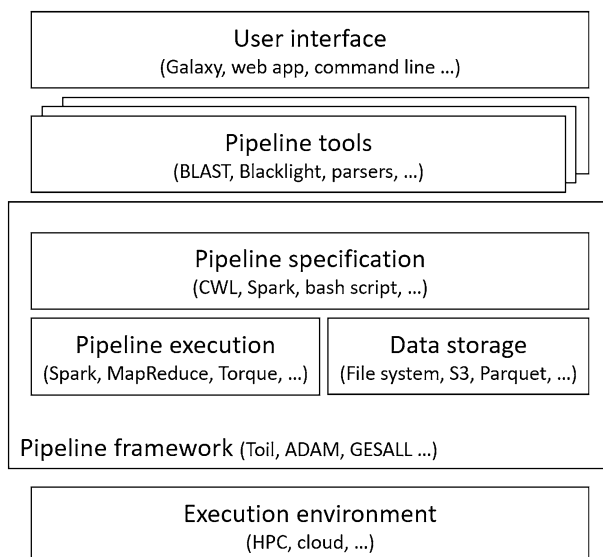 User interface
(Galaxy, web app, command line ...)
Pipeline tools
(BLAST, Blacklight, parsers, ...)
Pipeline specification
(CWL, Spark, bash script, ...)
Pipeline execution
(Spark, MapReduce, Torque, ...)
Data storage
(File system, S3, Parquet, ...)
Pipeline framework (Toil, ADAM, GESALL ...)
Execution environment
(HPC, cloud, ...)